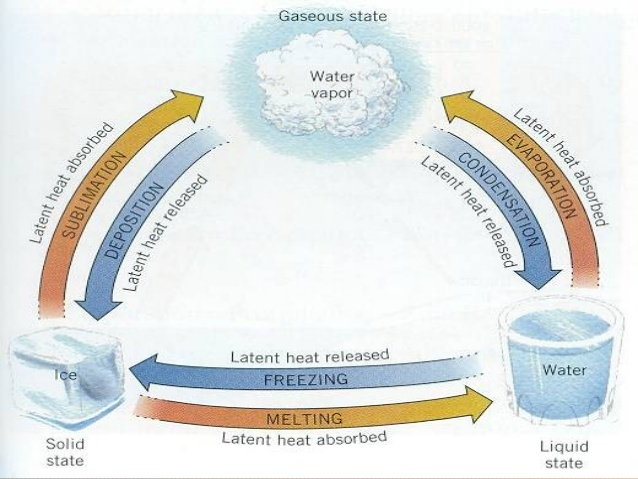 Gaseous state
Water
vapor
Latent heat absorbed
SUBLIMATION
DEPOSITION
Latent heat released
Latent heat absorbed
EVAPORATION
CONDENSATION
Latent heat released
Ice
Solid
state
Latent heat released
FREEZING
MELTING
Latent heat absorbed
Water
Liquid
state